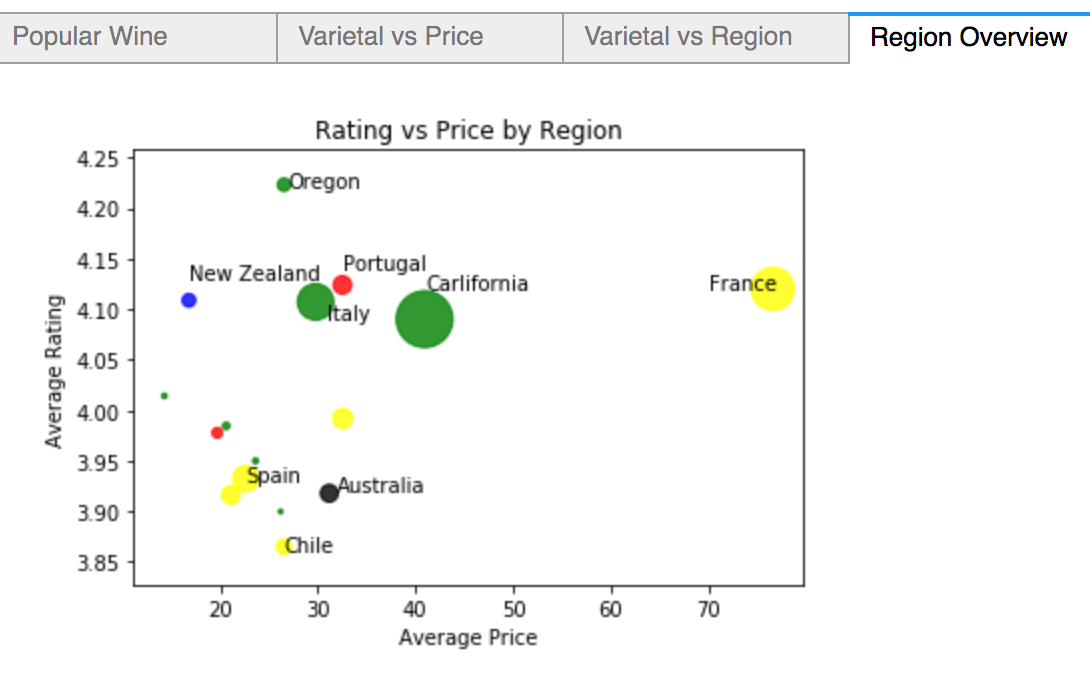 Popular Wine
Varietal vs Price
Varietal vs Region
Region Overview
Rating vs Price by Region
4.25
4.20
4.15
4.10
4.05
4.00
3.95
3.90
3.85
Average Rating
Oregon
Portugal
New Zealand
Carlifornia
France
Italy
Spain
Australia
Chile
20 30 40 50 60 70
Average Price